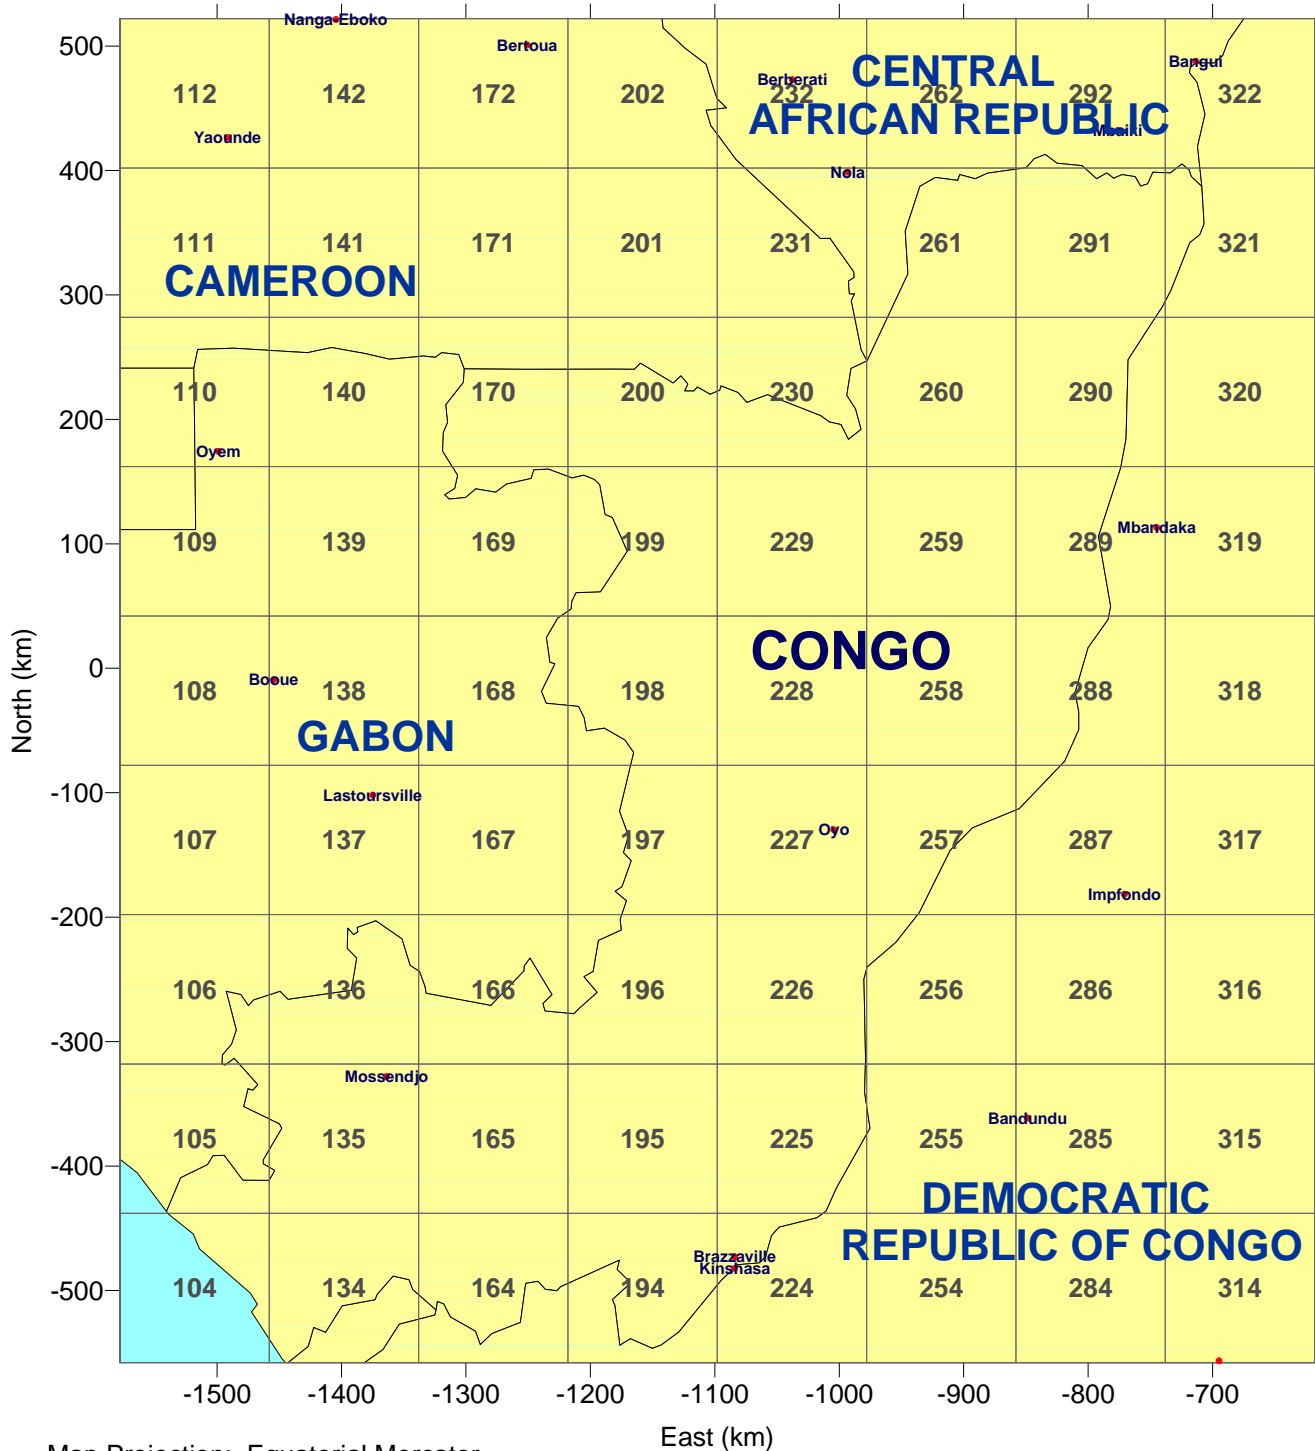 Nanga-Eboko
500
Bertoua
Bangui
CENTRAL
Berberati
112 142 172 202 232 262 292 322
AFRICAN REPUBLIC
Mbaiki
Yaounde
400
Nola
111 141 171 201 231 261 291 321
CAMEROON
300
110 140 170 200 230 260 290 320
200
Oyem
Mbandaka
100
109 139 169 199 229 259 289 319
CONGO
0
Booue
108 138 168 198 228 258 288 318
GABON
North (km)
-100
Lastoursville
Oyo
107 137 167 197 227 257 287 317
Impfondo
-200
106 136 166 196 226 256 286 316
-300
Mossendjo
Bandundu
105 135 165 195 225 255 285 315
-400
DEMOCRATIC
REPUBLIC OF CONGO
Brazzaville
Kinshasa
104 134 164 194 224 254 284 314
-500
-1500 -1400 -1300 -1200 -1100 -1000 -900 -800 -700
East (km)
Map Projection: Equatorial Mercator